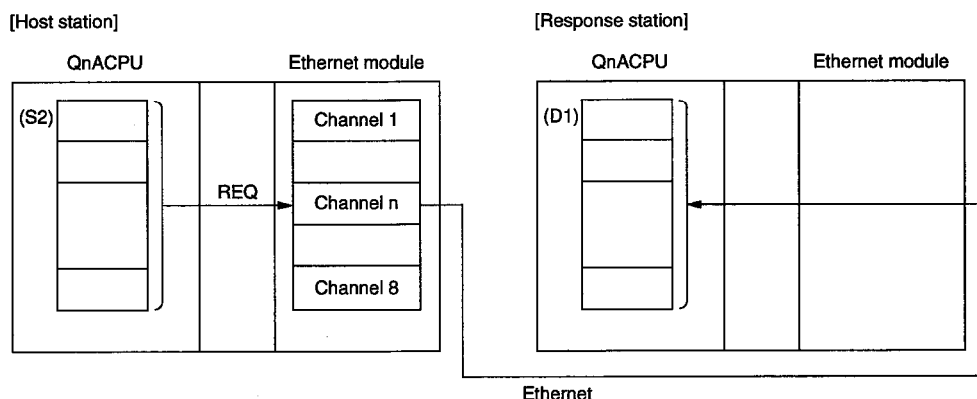 [Host station]
QnACPU
Ethernet module
(S2)
REQ
Channel 1
Channel n
Channel 8
[Response station]
QnACPU
Ethernet module
(D1)
Ethernet